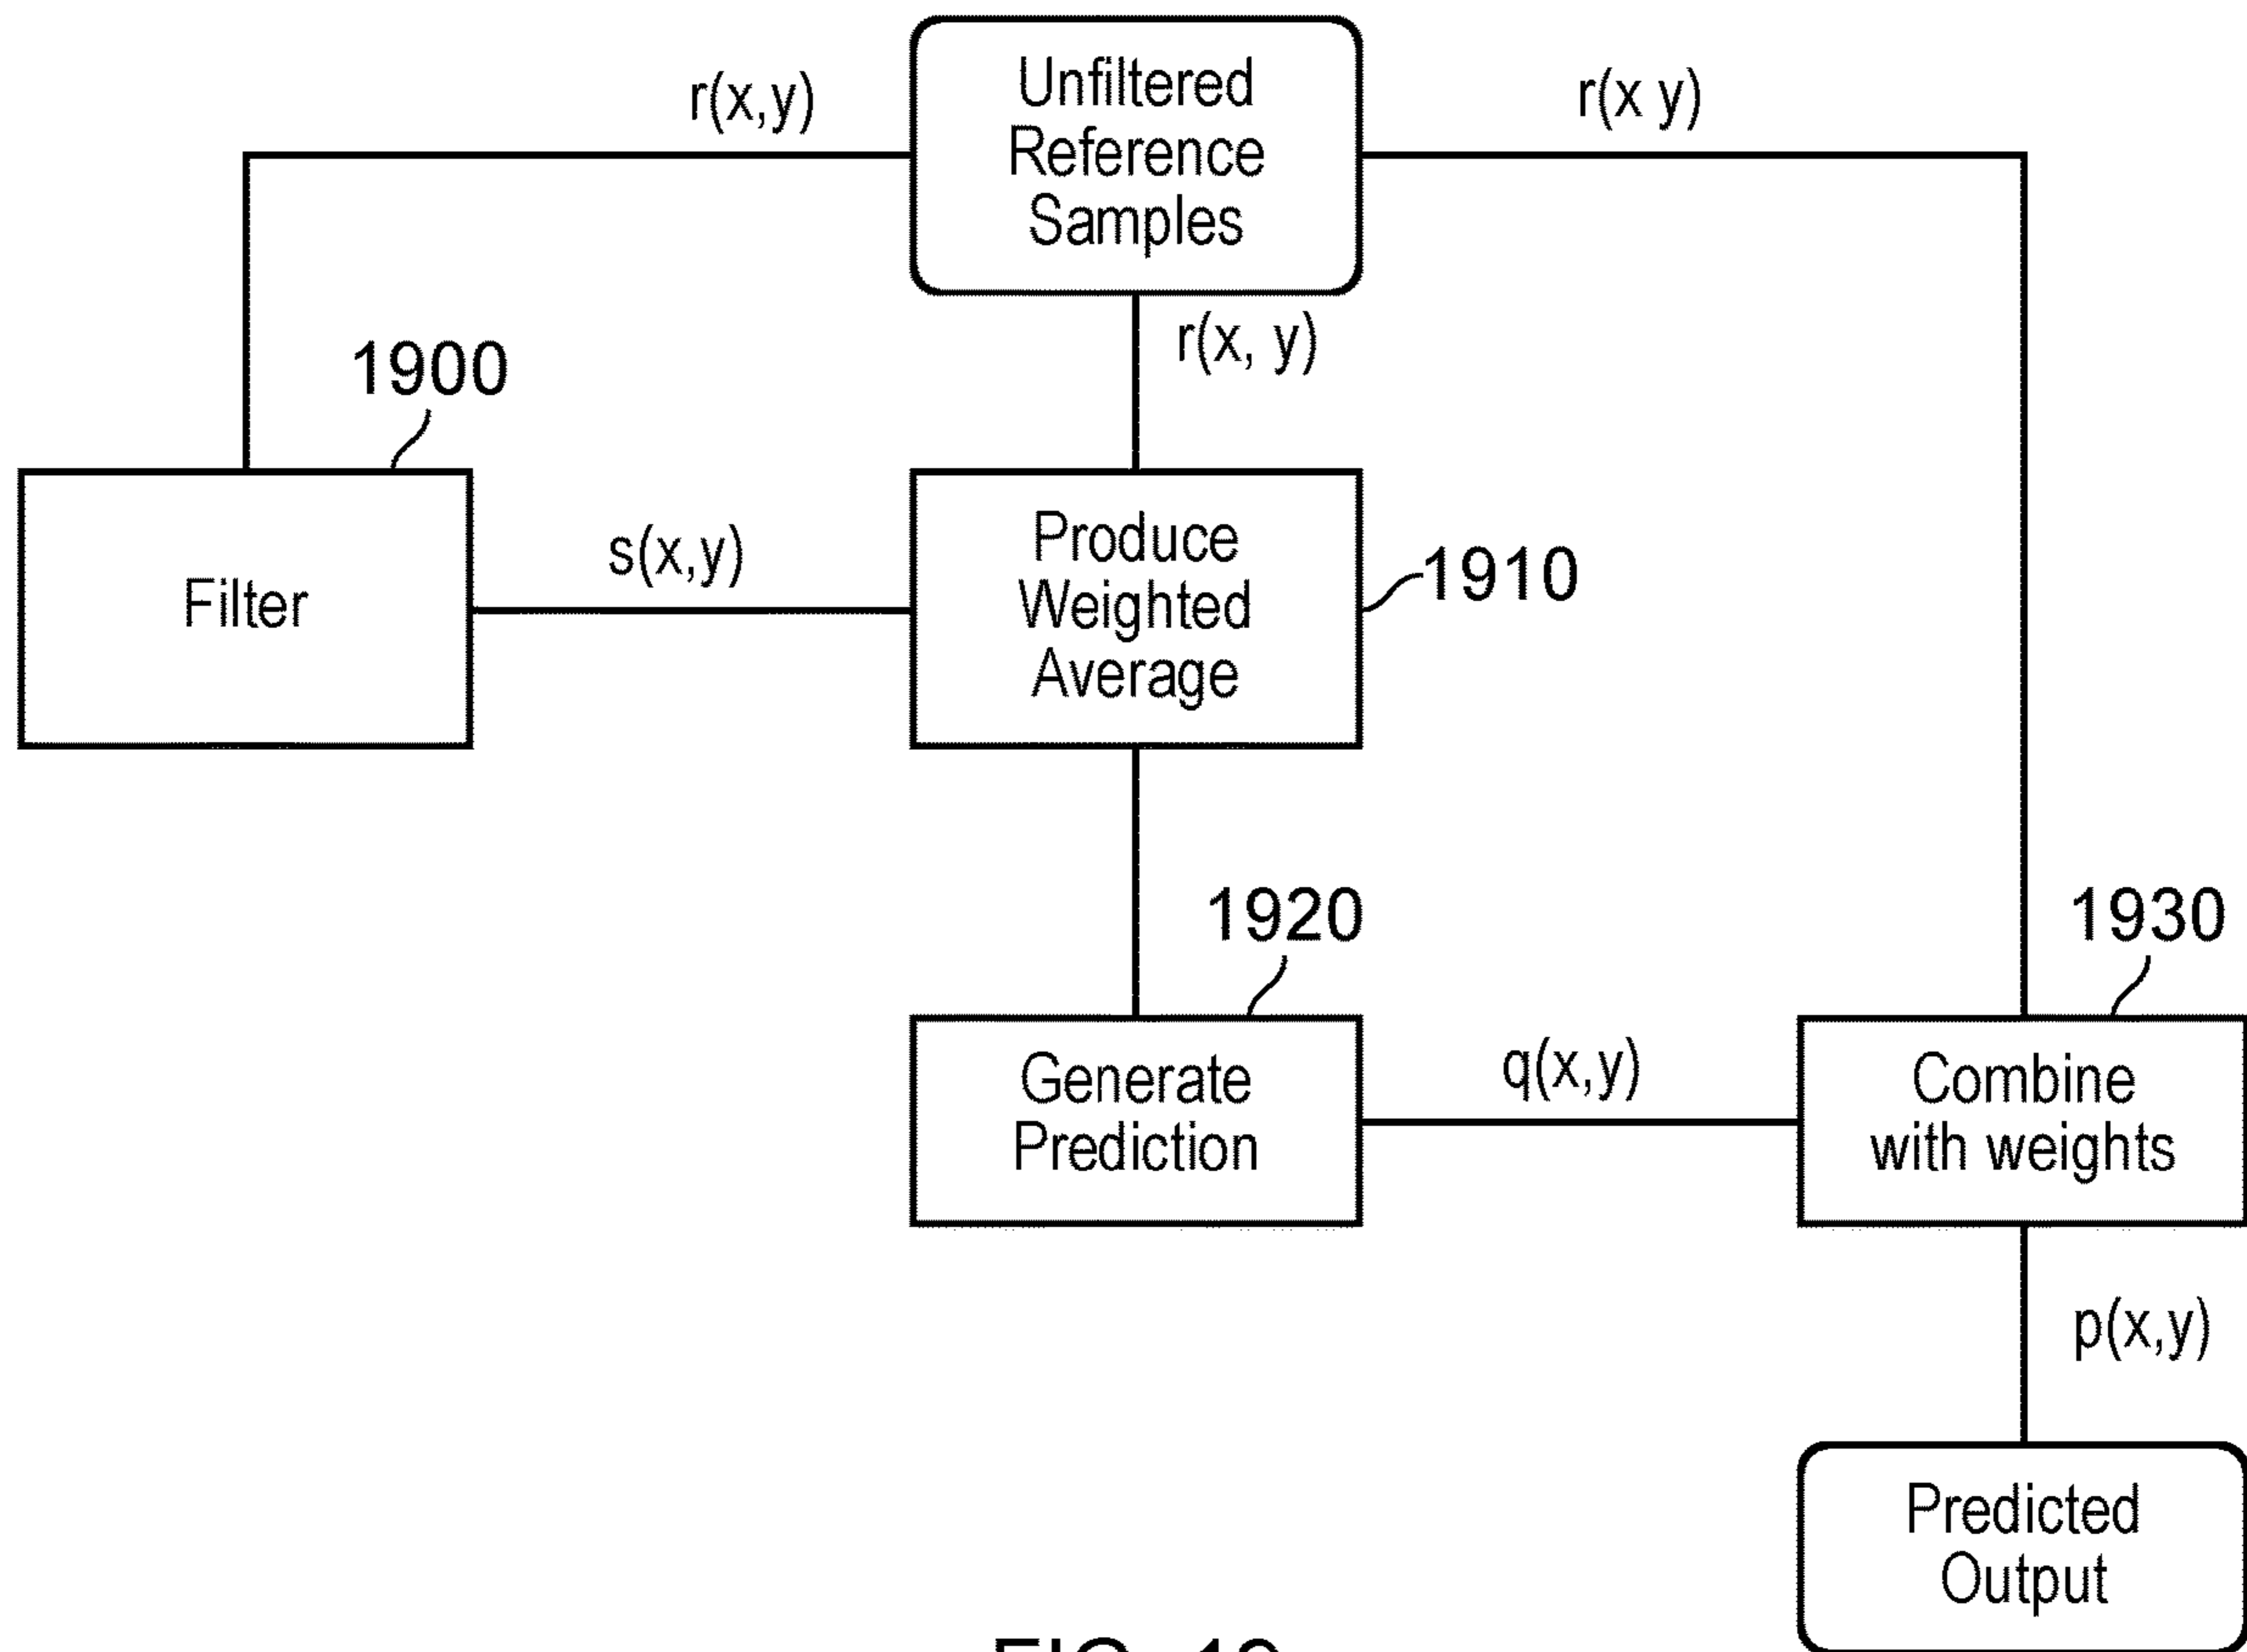 Unfiltered
Reference
Samples
r(x,y)
r(x y)
r(x, y)
1900
Filter
s(x,y)
Produce
Weighted
Average
1910
1920
1930
Generate
Prediction
q(x,y)
Combine
with weights
p(x,y)
Predicted
Output